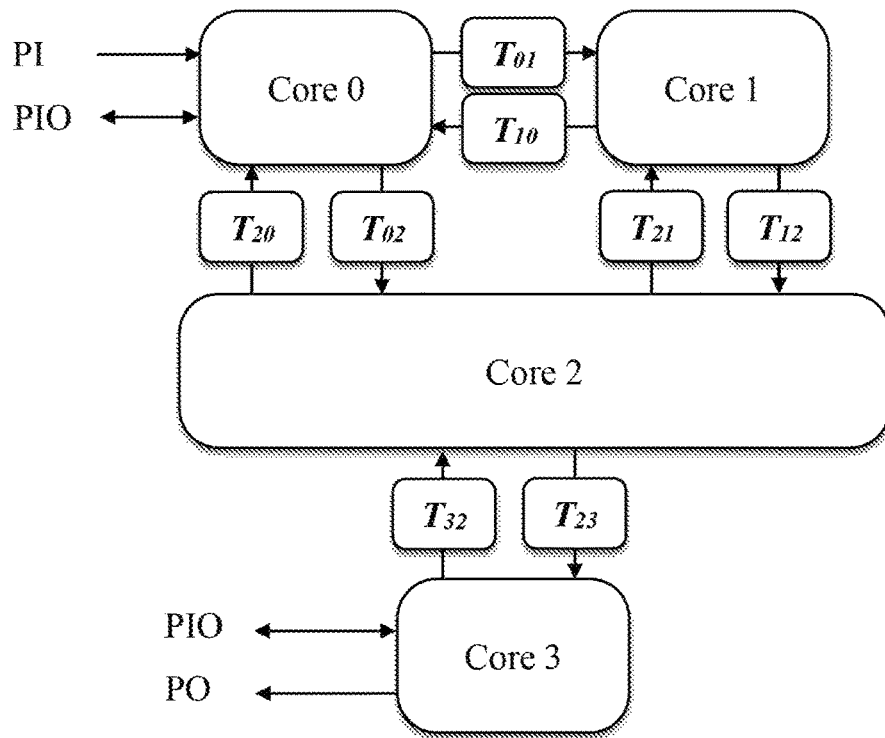 PI
Core 0
T01
Core 1
PIO
T10
T20
T02
T21
T12
Core 2
T32
T23
PIO
Core 3
PO